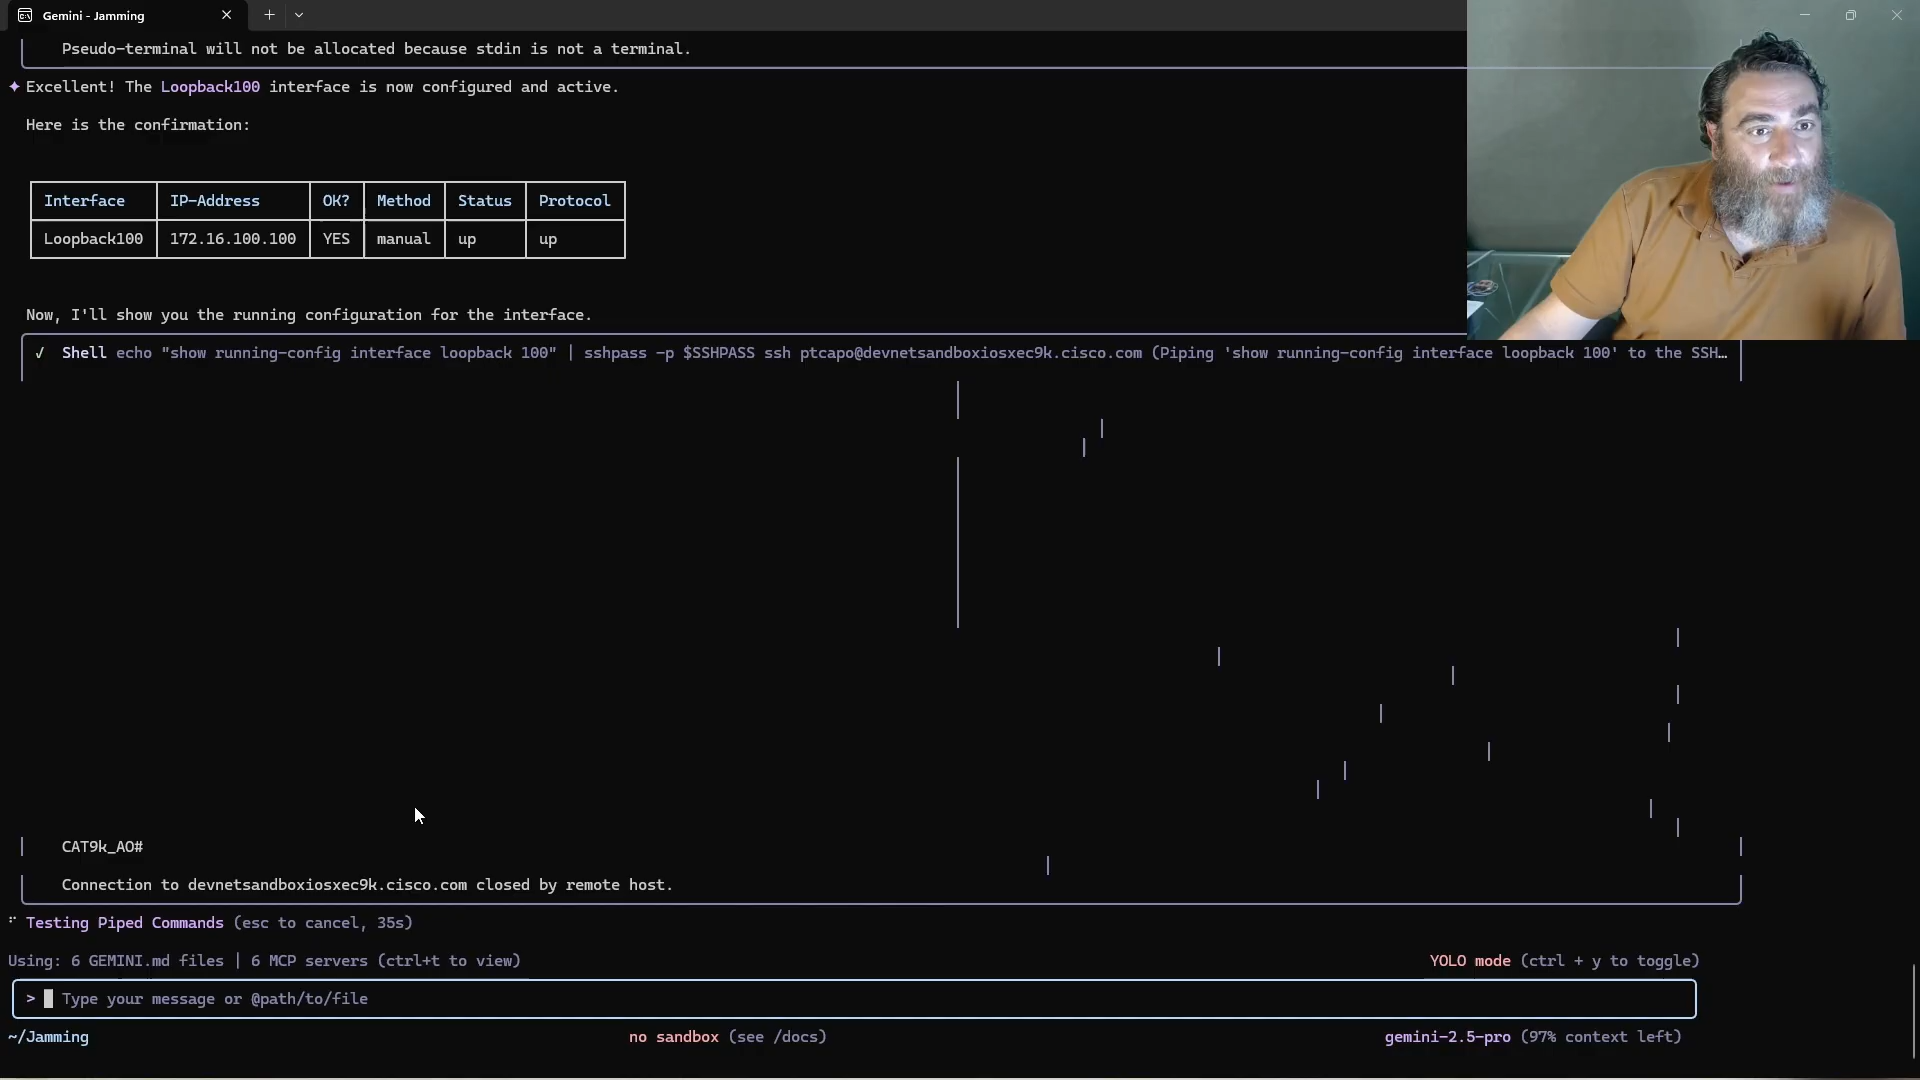 Gemini - Jamming
Pseudo-terminal will not be allocated because stdin is not a terminal.
✦ Excellent! The Loopback100 interface is now configured and active.
Here is the confirmation:
Interface IP-Address OK? Method Status Protocol
Loopback100 172.16.100.100 YES manual up up
Now, I'll show you the running configuration for the interface.
✓ Shell echo "show running-config interface loopback 100" | sshpass -p $SSHPASS ssh ptcapo@devnetsandboxiosxec9k.cisco.com (Piping 'show running-config interface loopback 100' to the SSH…
CAT9k_AO#
Connection to devnetsandboxiosxec9k.cisco.com closed by remote host.
Testing Piped Commands (esc to cancel, 35s)
Using: 6 GEMINI.md files | 6 MCP servers (ctrl+t to view) YOLO mode (ctrl + y to toggle)
> Type your message or @path/to/file
~/Jamming no sandbox (see /docs) gemini-2.5-pro (97% context left)